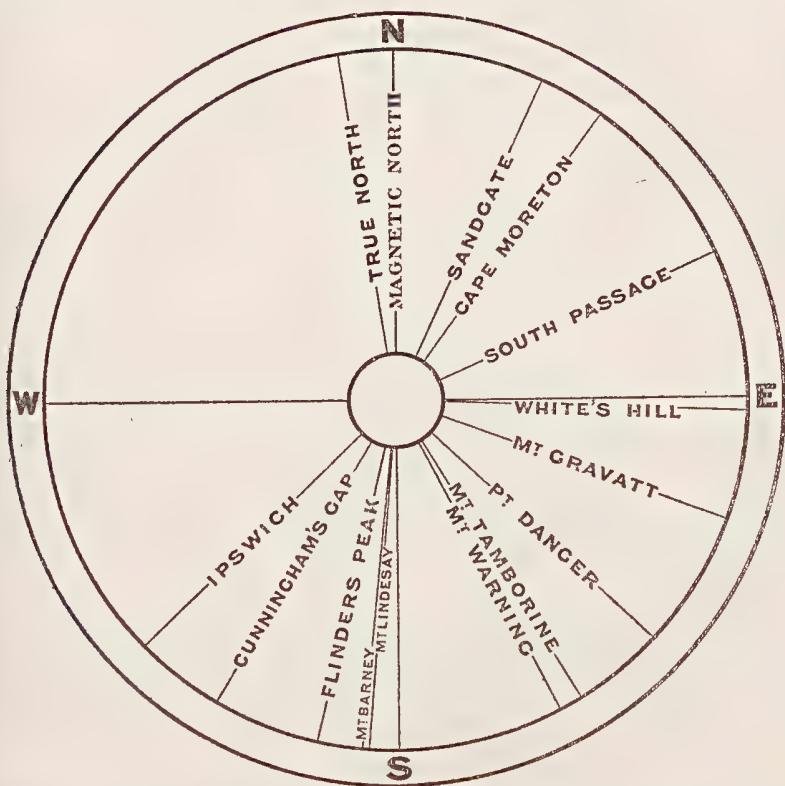 N
TRUE NORTH
MAGNETIC NORTH
SANDGATE
CAPE MORETON
SOUTH PASSAGE
E
WHITE'S HILL
MT GRAVATT
PT DANGER
MT TAMBORINE
MT WARNING
S
MT LINDESAY
MT BARNEY
FLINDERS PEAK
CUNNINGHAM'S GAP
IPSWICH
W